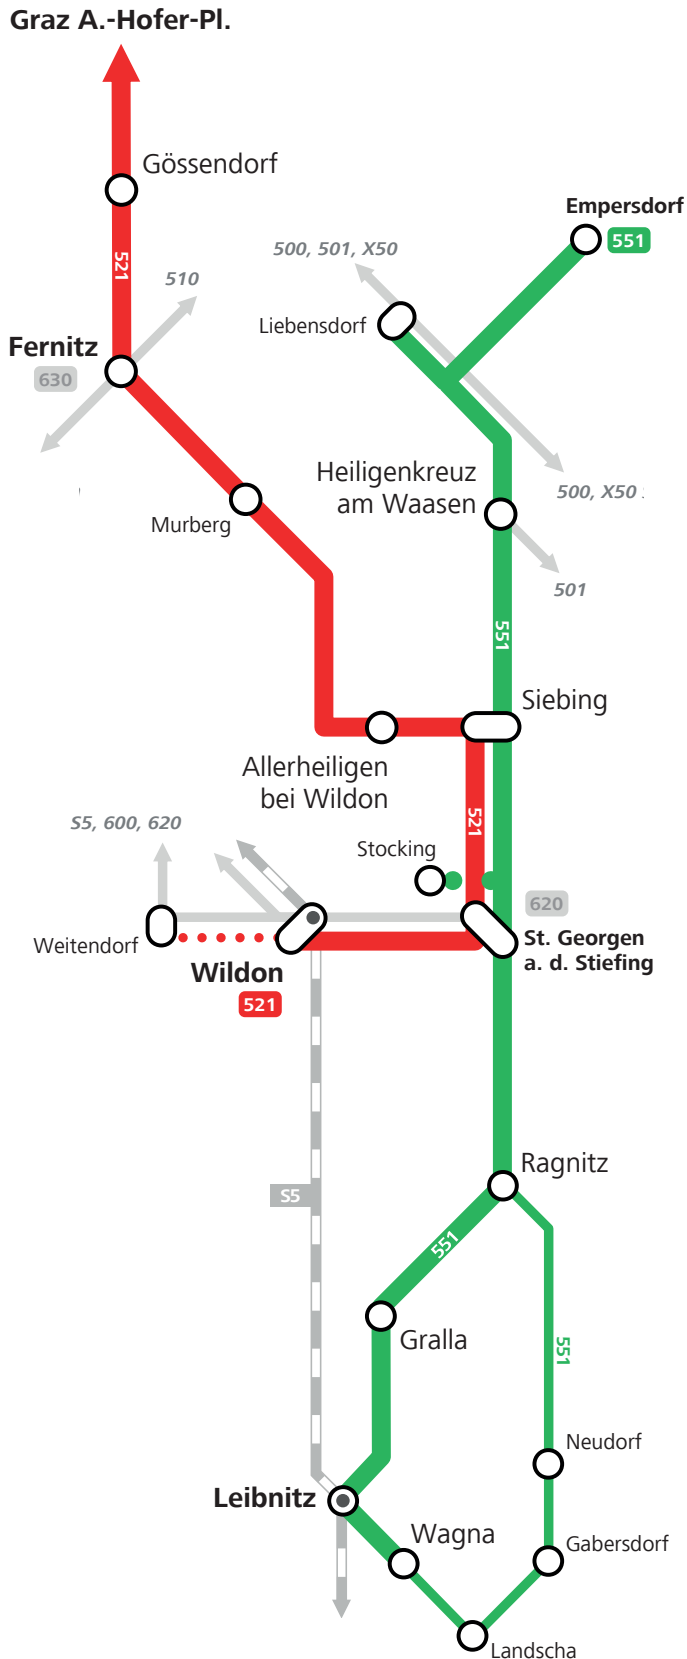 Graz A.-Hofer-Pl.
Gössendorf
Empersdorf
551
500, 501, X50
521
510
Liebensdorf
Fernitz
630
Heiligenkreuz
am Waasen
500, X50
Murberg
501
551
Siebing
Allerheiligen
bei Wildon
521
S5, 600, 620
Stocking
620
Weitendorf
St. Georgen
a. d. Stiefing
Wildon
521
Ragnitz
S5
551
Gralla
551
Neudorf
Leibnitz
Wagna
Gabersdorf
Landscha